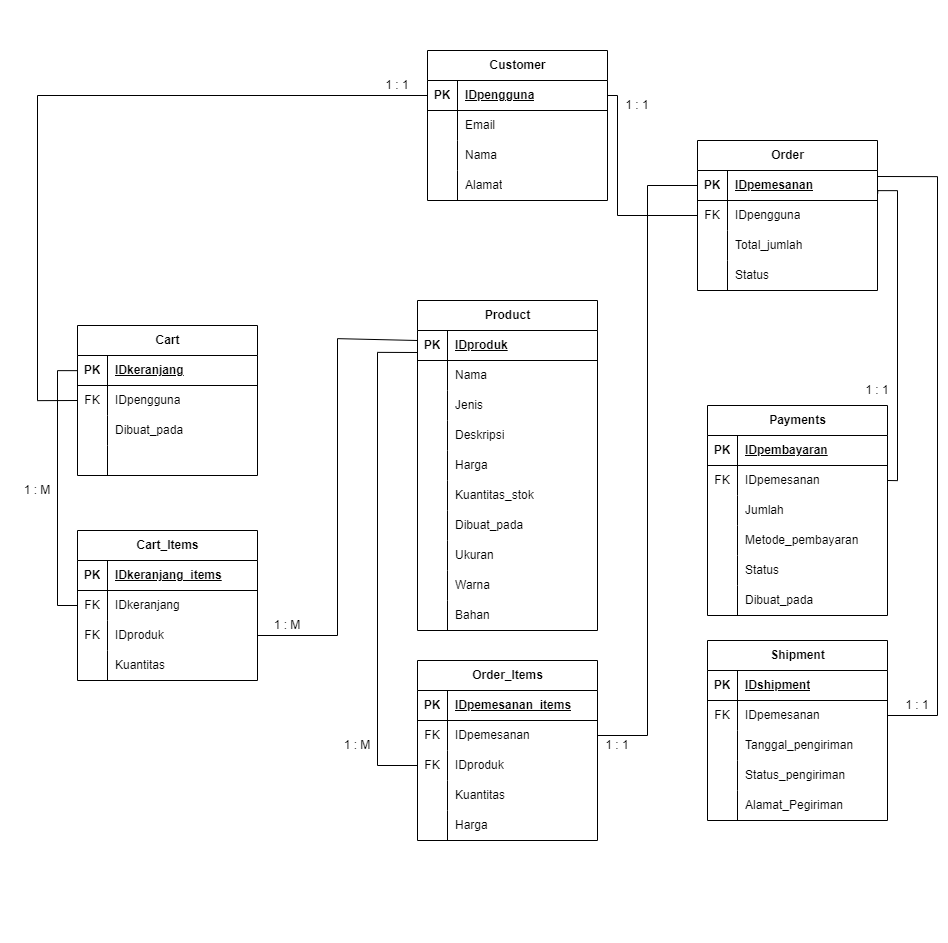 Customer
1 : 1
PK IDpengguna
1 : 1
Email
Nama
Alamat
Order
PK IDpemesanan
FK IDpengguna
Total_jumlah
Status
Product
PK IDproduk
Nama
Jenis
Deskripsi
Harga
Kuantitas_stok
Dibuat_pada
Ukuran
Warna
Bahan
Cart
PK IDkeranjang
FK IDpengguna
Dibuat_pada
1 : M
Cart_Items
PK IDkeranjang_items
FK IDkeranjang
FK IDproduk
Kuantitas
1 : M
1 : 1
Payments
PK IDpembayaran
FK IDpemesanan
Jumlah
Metode_pembayaran
Status
Dibuat_pada
Order_Items
PK IDpemesanan_items
FK IDpemesanan
FK IDproduk
Kuantitas
Harga
1 : M
1 : 1
Shipment
PK IDshipment
FK IDpemesanan
Tanggal_pengiriman
Status_pengiriman
Alamat_Pegiriman
1 : 1